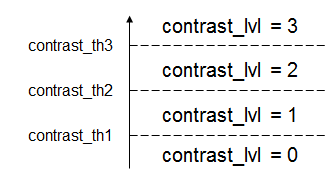 contrast_lvl = 3
contrast_th3
contrast_lvl = 2
contrast_th2
contrast_lvl = 1
contrast_th1
contrast_lvl = 0